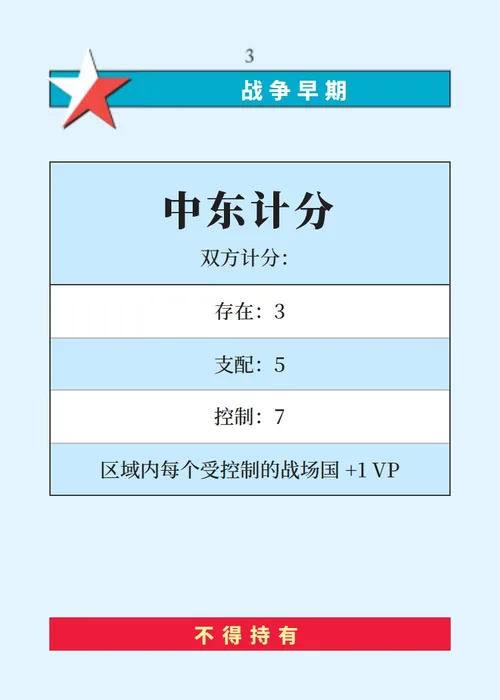 3
战争早期
中东计分
双方计分：
存在：3
支配：5
控制：7
区域内每个受控制的战场国 +1 VP
不得持有